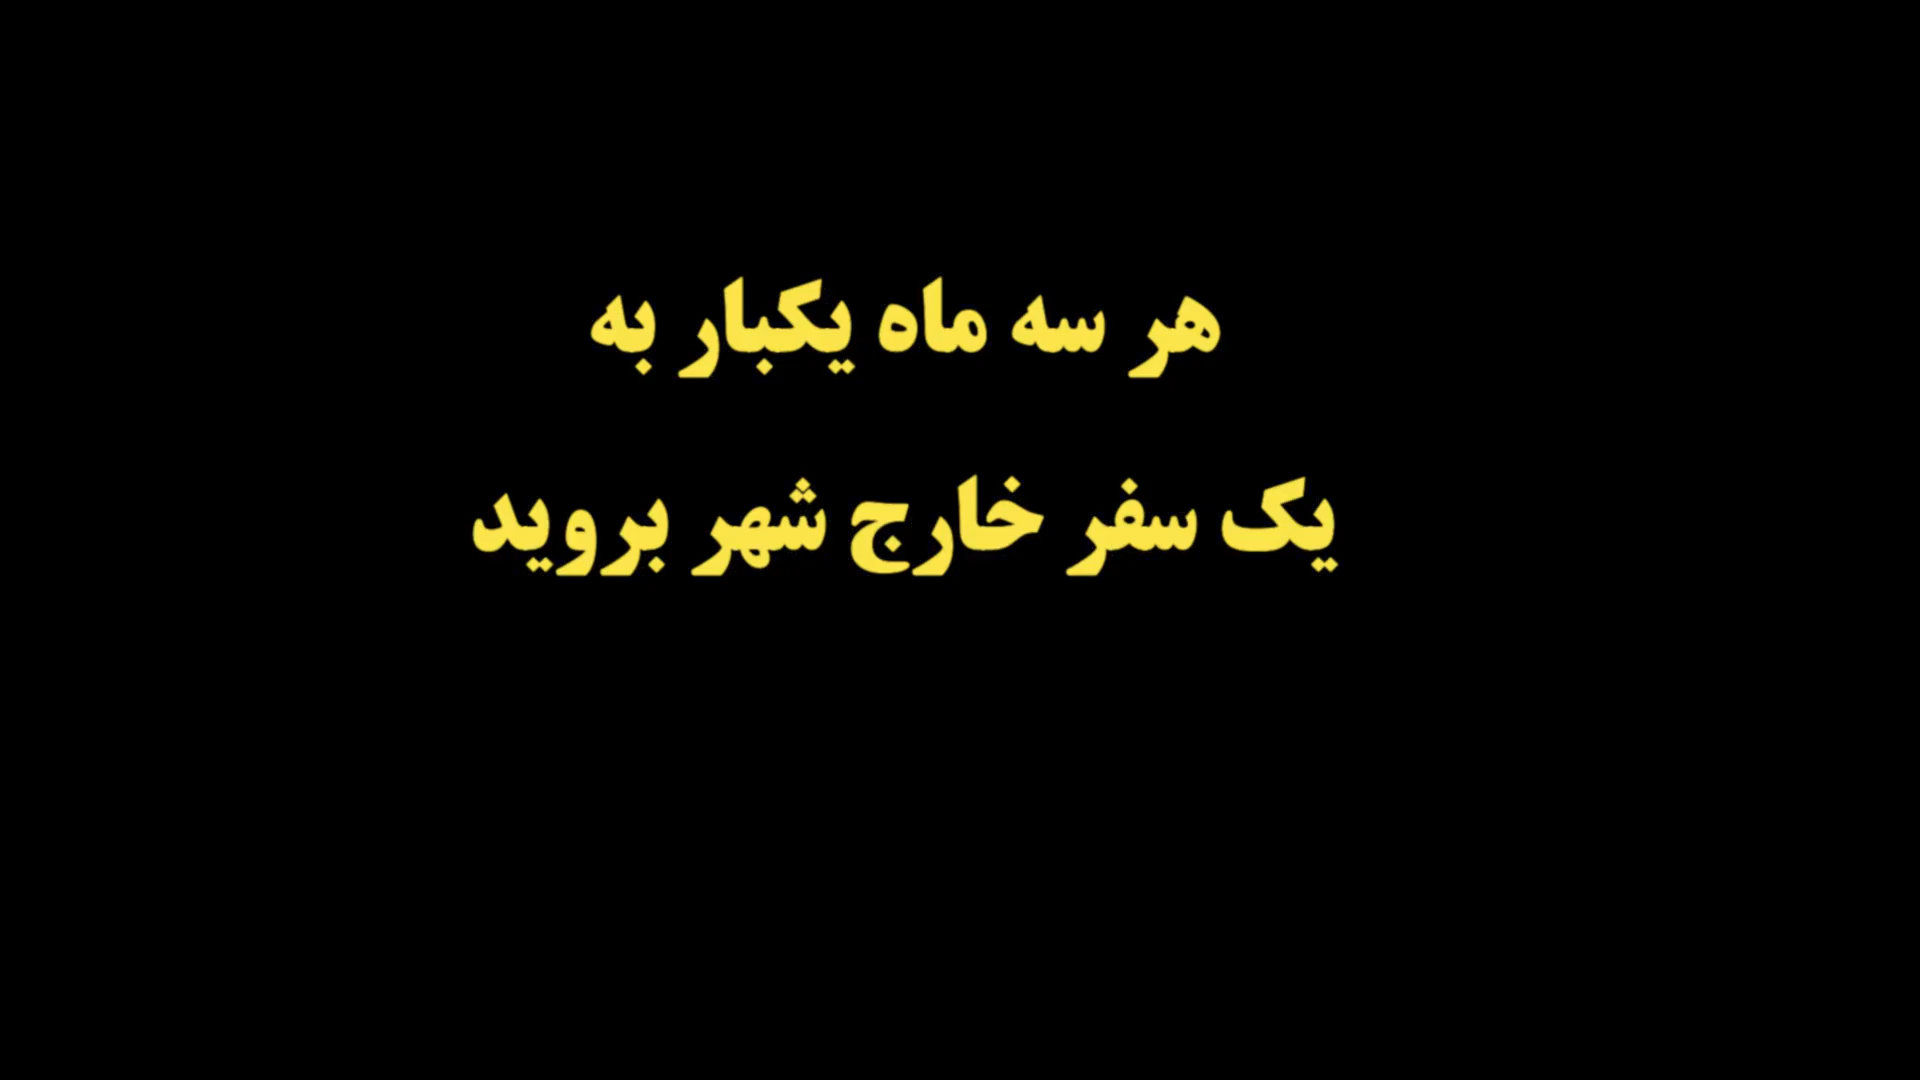 هر سه ماه یکبار به
یک سفر خارج شهر بروید